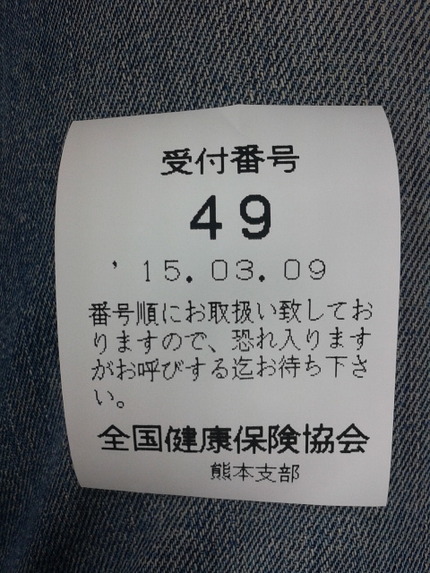 受付番号
49
'15.03.09
番号順にお取扱い致してお
りますので、恐れ入ります
がお呼びする迄お待ち下さ
い。
全国健康保険協会
熊本支部